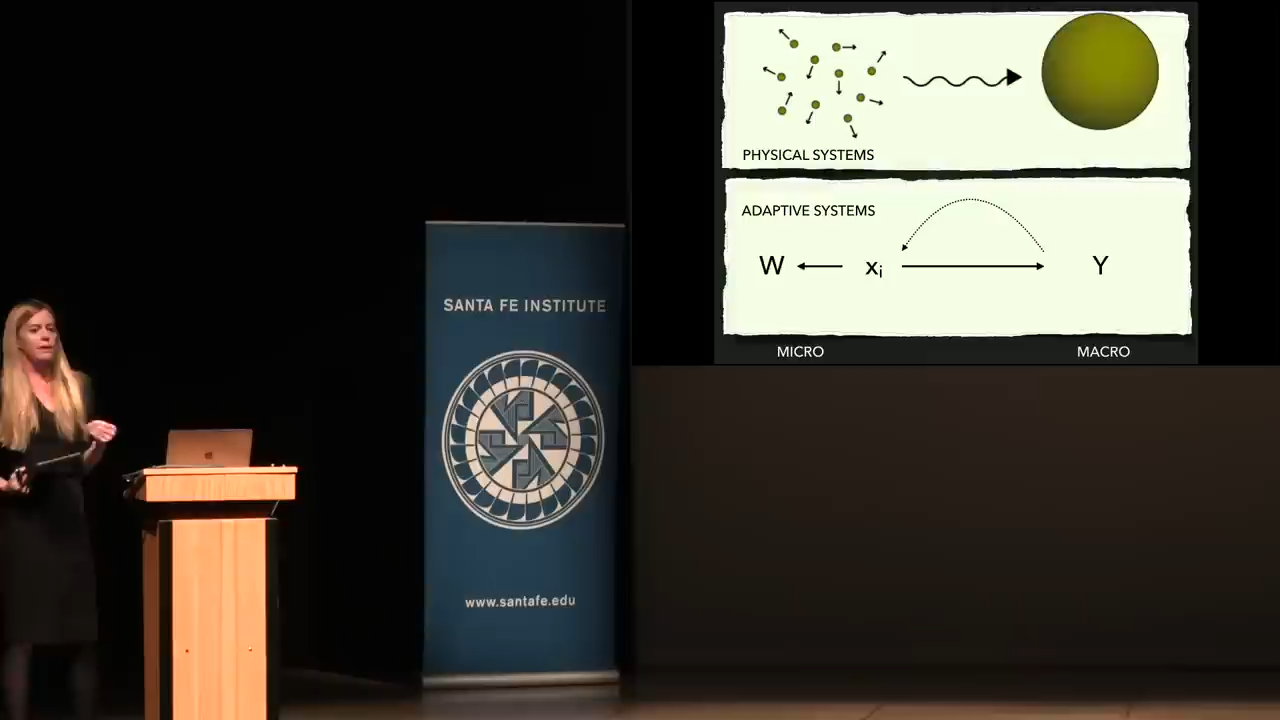 SANTA FE INSTITUTE
www.santafe.edu
PHYSICAL SYSTEMS
ADAPTIVE SYSTEMS
W xi Y
MICRO MACRO